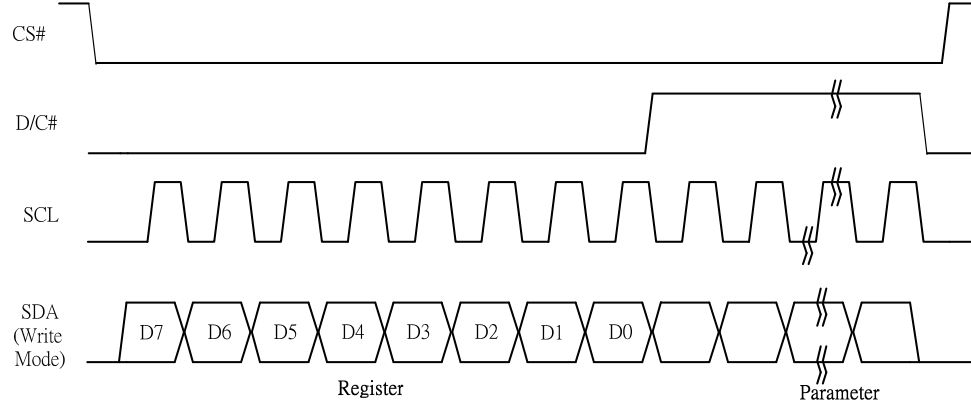 CS#
D/C#
SCL
SDA
(Write
Mode)
D7 D6 D5 D4 D3 D2 D1 D0
Register
Parameter